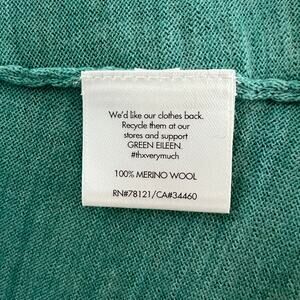 We'd like our clothes back.
Recycle them at our
stores and support
GREEN EILEEN.
#thxverymuch
100% MERINO WOOL
RN#78121/CA#34460